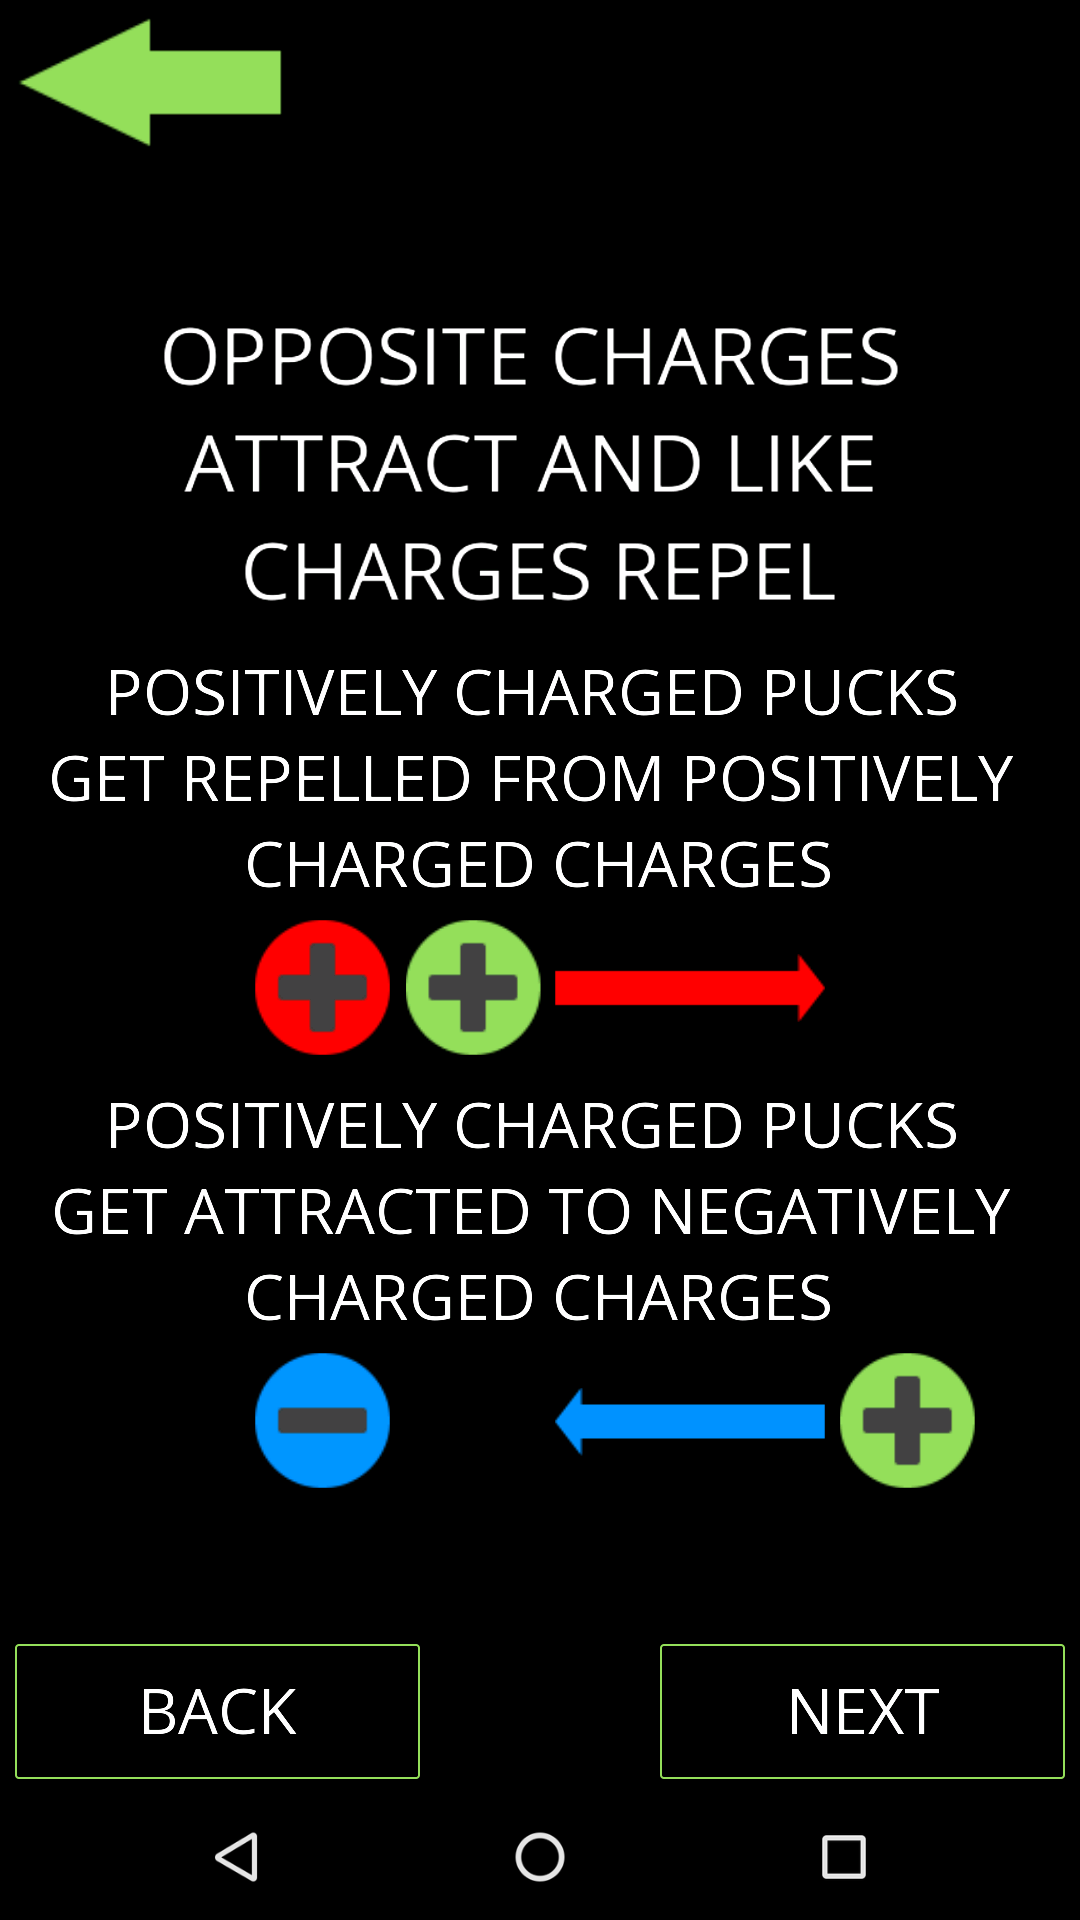 OPPOSITE CHARGES
ATTRACT AND LIKE
CHARGES REPEL
POSITIVELY CHARGED PUCKS
GET REPELLED FROM POSITIVELY
CHARGED CHARGES
POSITIVELY CHARGED PUCKS
GET ATTRACTED TO NEGATIVELY
CHARGED CHARGES
BACK
NEXT